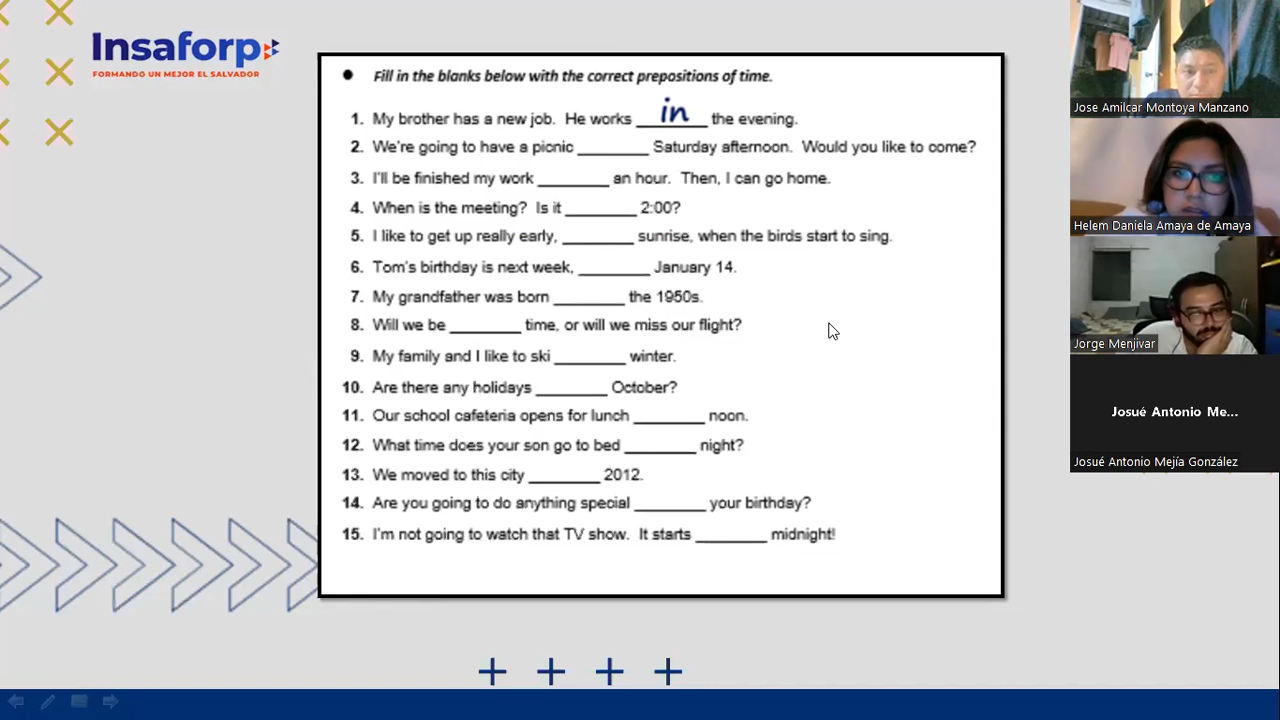 Insaforp
FORMANDO UN MEJOR EL SALVADOR
Fill in the blanks below with the correct prepositions of time.
1. My brother has a new job. He works in the evening.
2. We're going to have a picnic ________ Saturday afternoon. Would you like to come?
3. I'll be finished my work ________ an hour. Then, I can go home.
4. When is the meeting? Is it ________ 2:00?
5. I like to get up really early, ________ sunrise, when the birds start to sing.
6. Tom's birthday is next week, ________ January 14.
7. My grandfather was born ________ the 1950s.
8. Will we be ________ time, or will we miss our flight?
9. My family and I like to ski ________ winter.
10. Are there any holidays ________ October?
11. Our school cafeteria opens for lunch ________ noon.
12. What time does your son go to bed ________ night?
13. We moved to this city ________ 2012.
14. Are you going to do anything special ________ your birthday?
15. I'm not going to watch that TV show. It starts ________ midnight!
Jose Amilcar Montoya Manzano
Helem Daniela Amaya de Amaya
Jorge Menjivar
Josué Antonio Me...
Josué Antonio Mejía González